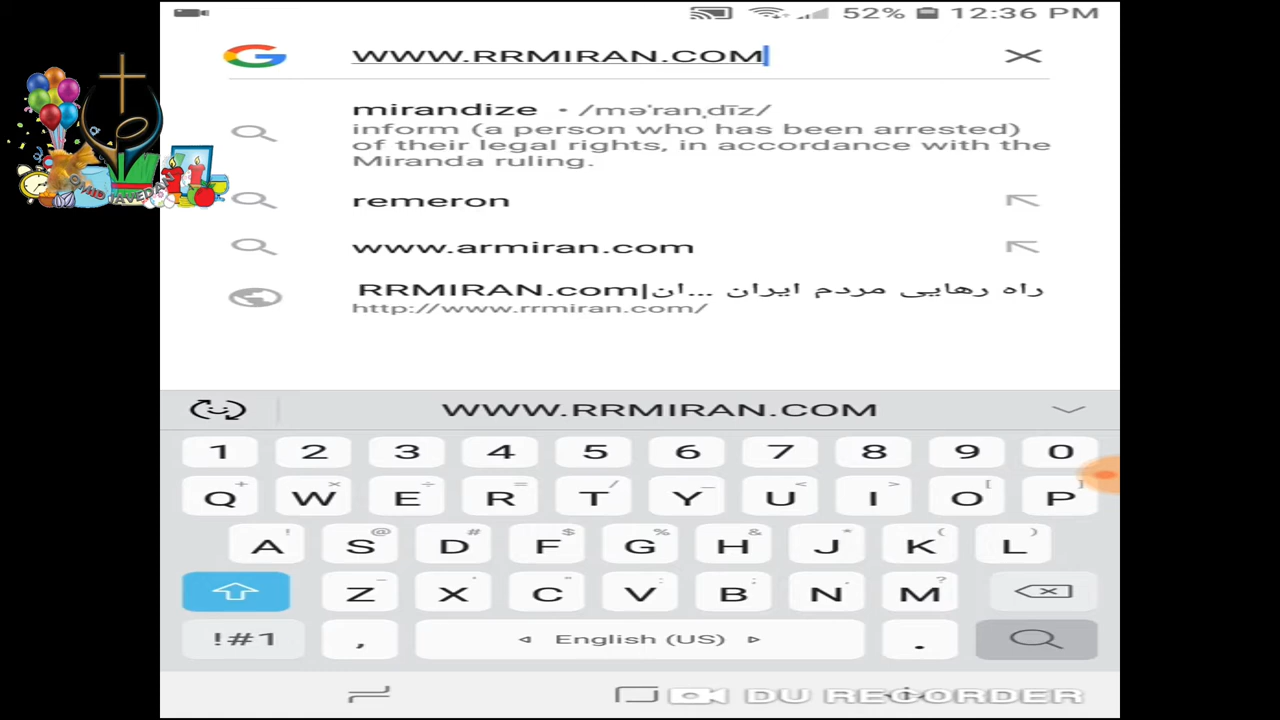 52% 12:36 PM
WWW.RRMIRAN.COM
mirandize • /məˈranˌdīz/
inform (a person who has been arrested)
of their legal rights, in accordance with the
Miranda ruling.
remeron
www.armiran.com
RRMIRAN.com|راه رهایی مردم ایران ...ان
http://www.rrmiran.com/
OMID JAVEDAN
WWW.RRMIRAN.COM
1 2 3 4 5 6 7 8 9 0
Q W E R T Y U I O P
A S D F G H J K L
Z X C V B N M
!#1 , English (US) .
DU RECORDER